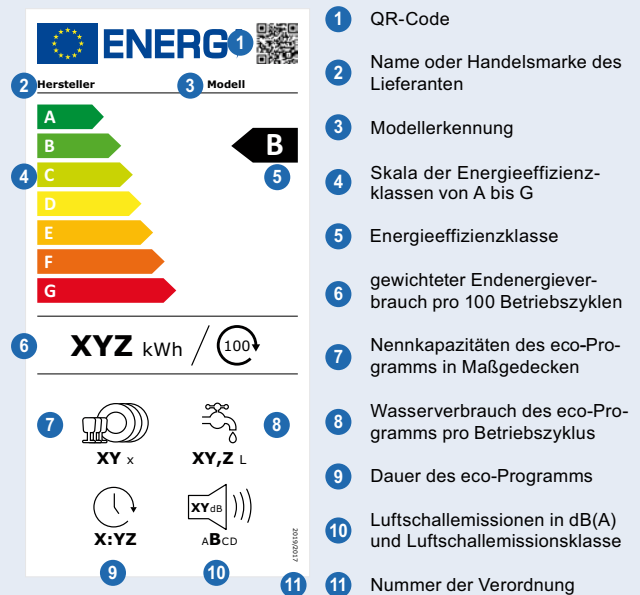 ENERG
1
2 Hersteller
3 Modell
A
B
4 C
D
E
F
G
B
5
6 XYZ kWh / 100
7
8
XY x
XY,Z L
XY dB
X:YZ
ABCD
9
10
2019/2017
11
1 QR-Code
2 Name oder Handelsmarke des
Lieferanten
3 Modellerkennung
4 Skala der Energieeffizienz-
klassen von A bis G
5 Energieeffizienzklasse
6 gewichteter Endenergiever-
brauch pro 100 Betriebszyklen
7 Nennkapazitäten des eco-Pro-
gramms in Maßgedecken
8 Wasserverbrauch des eco-Pro-
gramms pro Betriebszyklus
9 Dauer des eco-Programms
10 Luftschallemissionen in dB(A)
und Luftschallemissionsklasse
11 Nummer der Verordnung